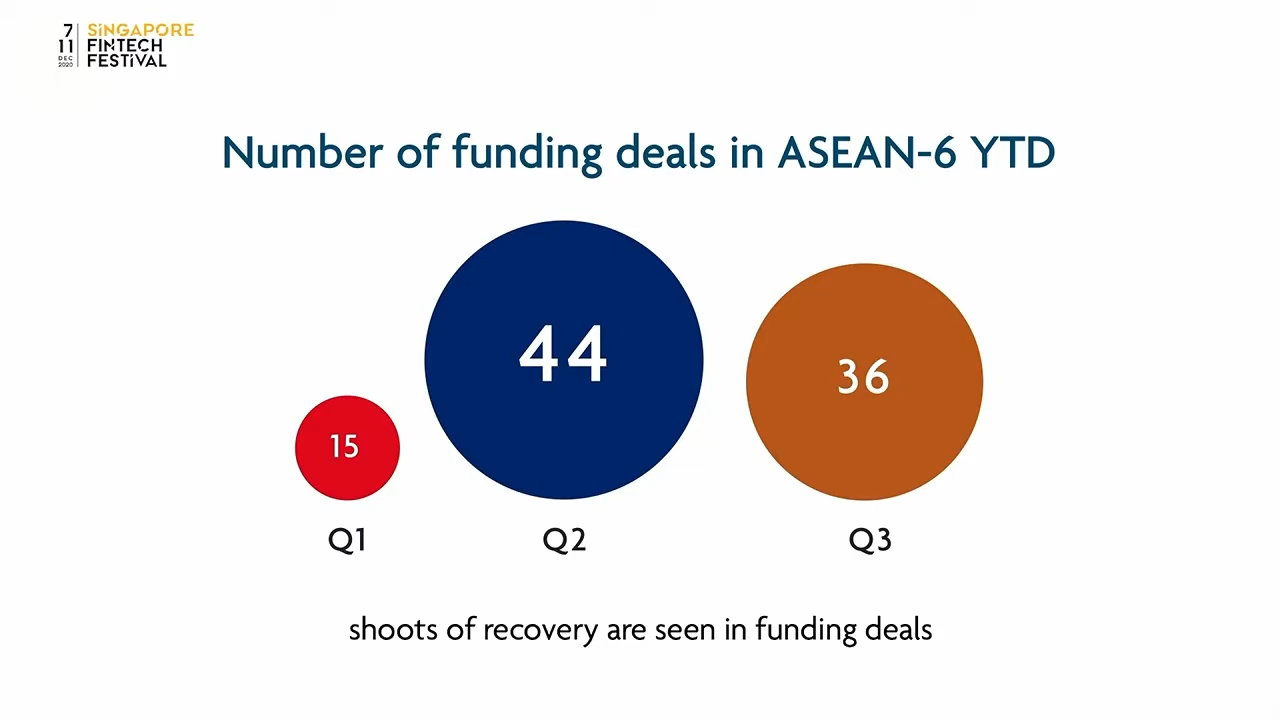 7
11
DEC
2020
SiNGAPORE
FiNTECH
FESTiVAL
Number of funding deals in ASEAN-6 YTD
15
44
36
Q1
Q2
Q3
shoots of recovery are seen in funding deals